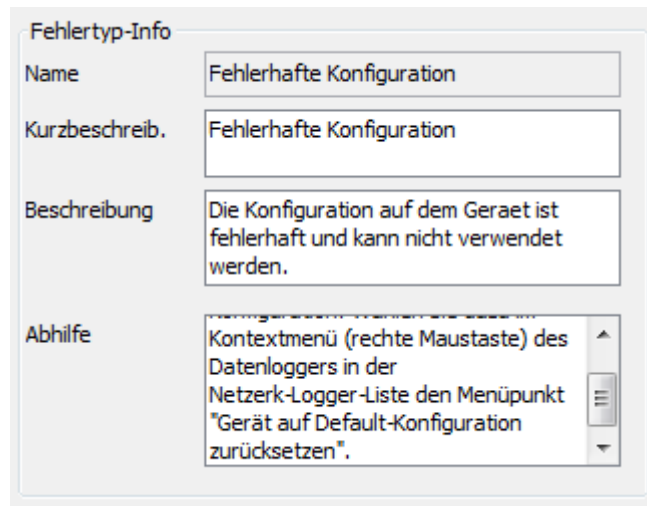 Fehlertyp-Info
Name
Fehlerhafte Konfiguration
Kurzbeschreib.
Fehlerhafte Konfiguration
Beschreibung
Die Konfiguration auf dem Geraet ist
fehlerhaft und kann nicht verwendet
werden.
Abhilfe
Kontextmenü (rechte Maustaste) des
Datenloggers in der
Netzerk-Logger-Liste den Menüpunkt
"Gerät auf Default-Konfiguration
zurücksetzen".